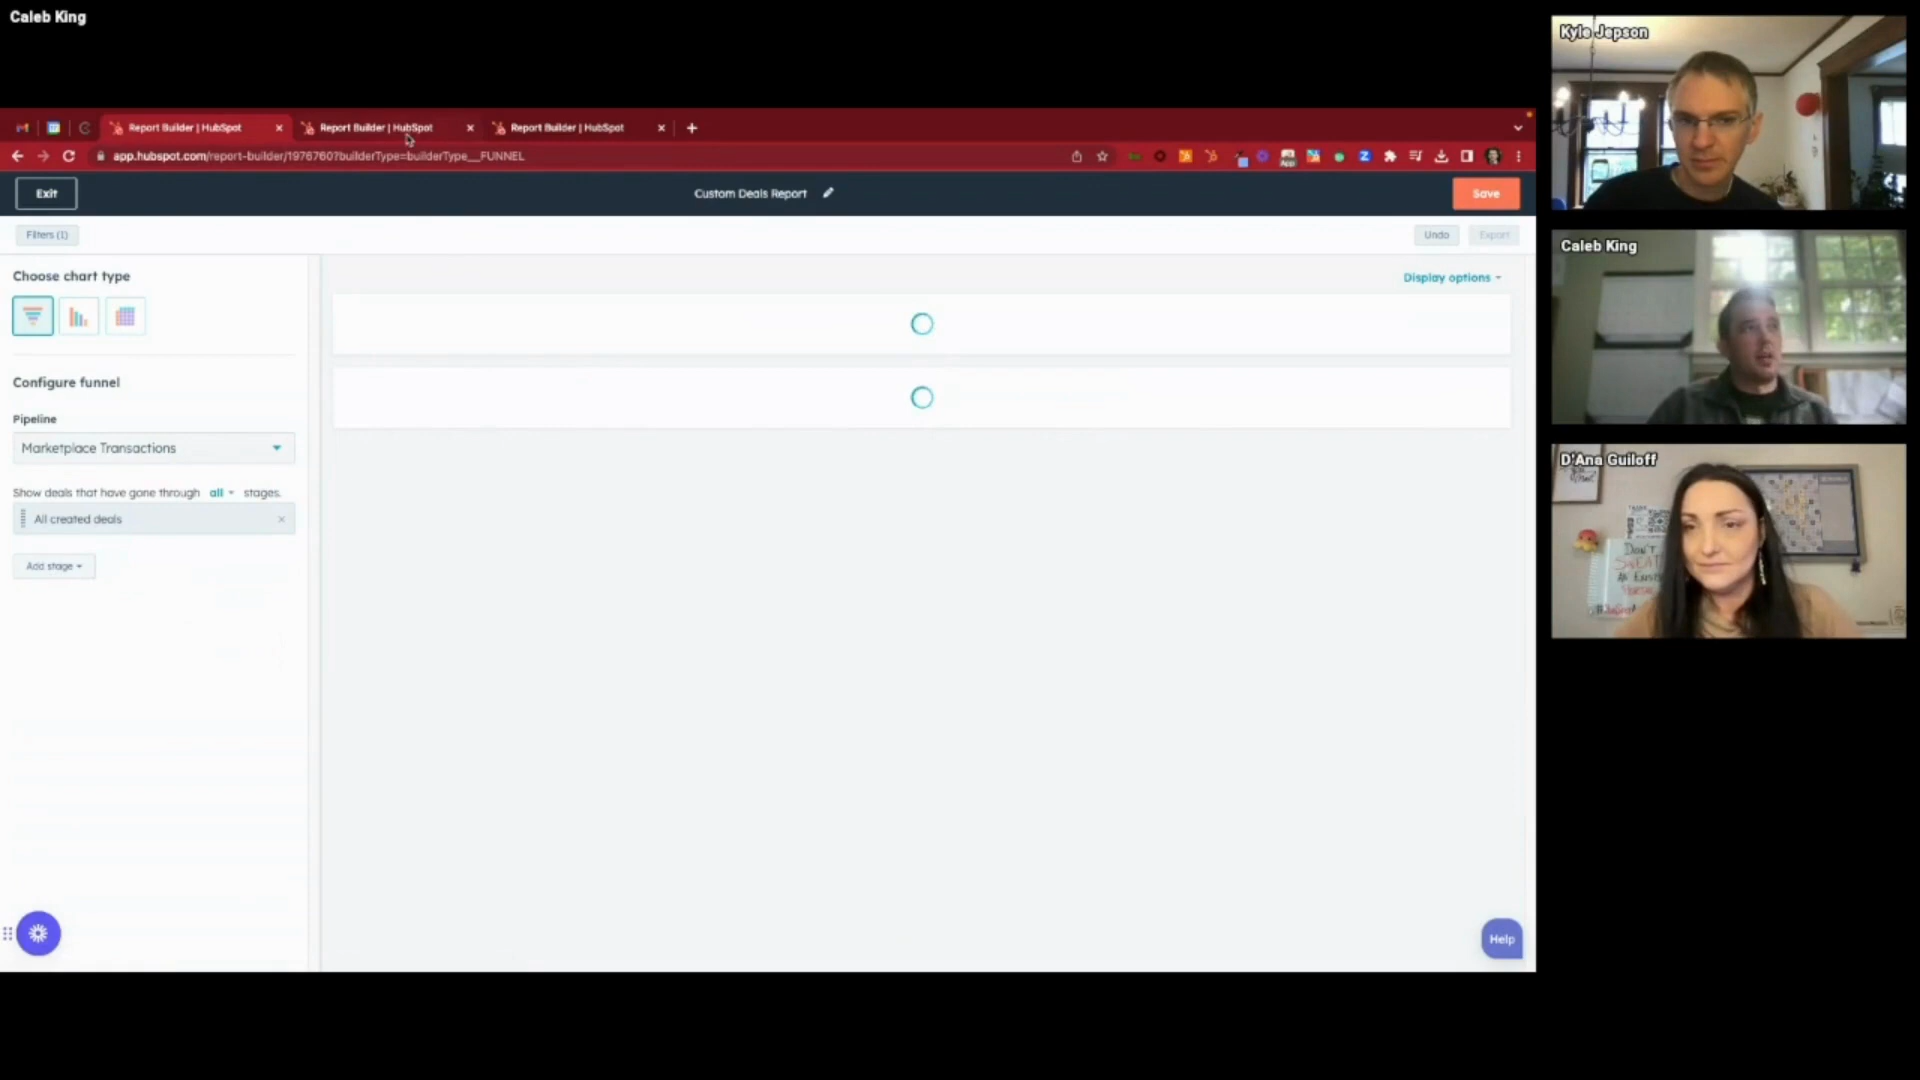 Caleb King
Report Builder | HubSpot
Report Builder | HubSpot
Report Builder | HubSpot
app.hubspot.com/report-builder/19767607builderType=builderType__FUNNEL
Exit
Custom Deals Report
Save
Filters (1)
Undo
Export
Choose chart type
Display options
Configure funnel
Pipeline
Marketplace Transactions
Show deals that have gone through all stages.
All created deals
Add stage
Help
Kyle Jepson
Caleb King
D'Ana Guiloff
DON'T
SWEAT